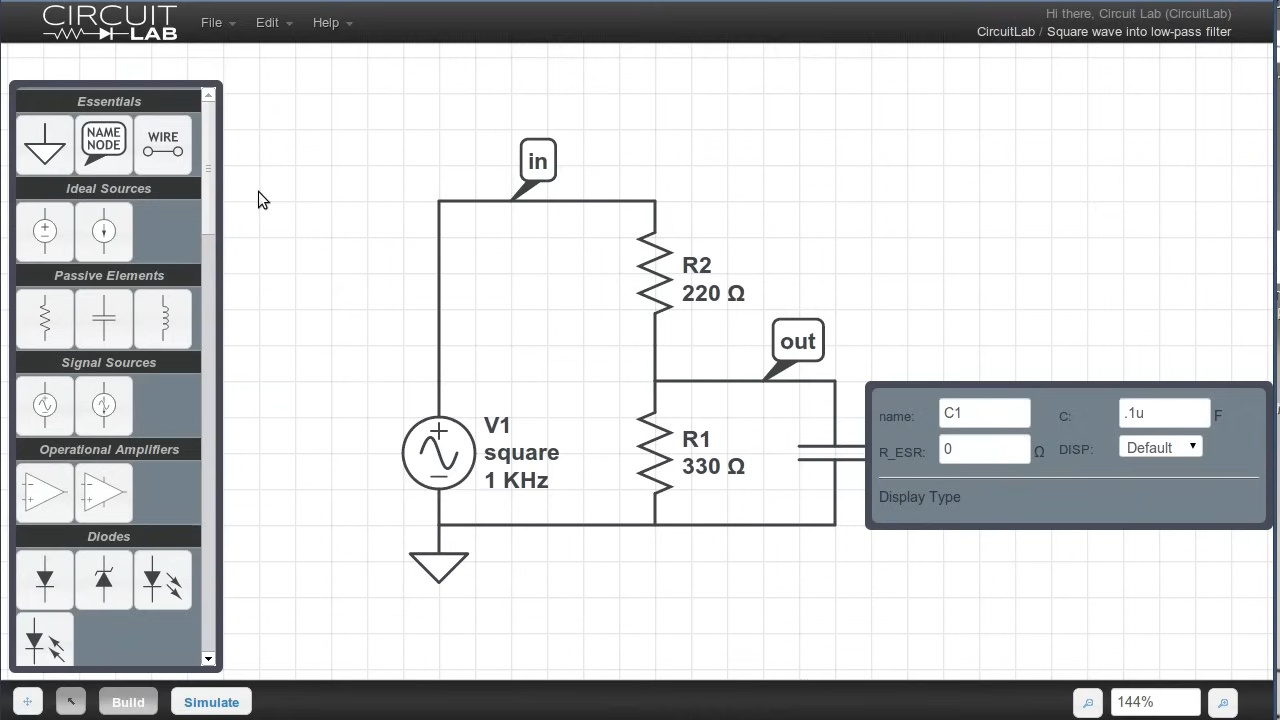 CIRCUIT
LAB
File Edit Help
Hi there, Circuit Lab (CircuitLab)
CircuitLab / Square wave into low-pass filter
Essentials
NAME
NODE
WIRE
Ideal Sources
Passive Elements
Signal Sources
Operational Amplifiers
Diodes
in
R2
220 Ω
out
V1
square
1 KHz
R1
330 Ω
name: C1 C: .1u F
R_ESR: 0 Ω DISP: Default
Display Type
Build Simulate 144%